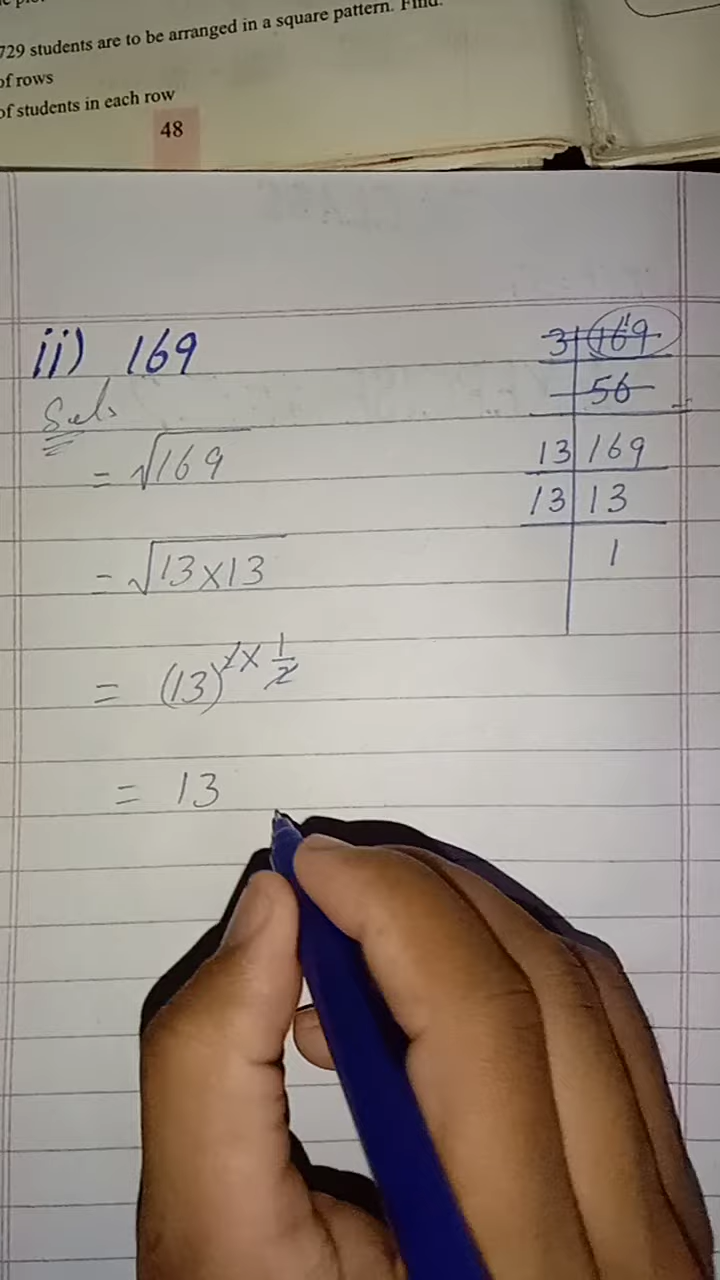 729 students are to be arranged in a square pattern. Find:
of rows
of students in each row
48
ii) 169
Sol.
= √169
= √13×13
= (13)^2×1/2
= 13
3 | 169
56
13 | 169
13 | 13
1